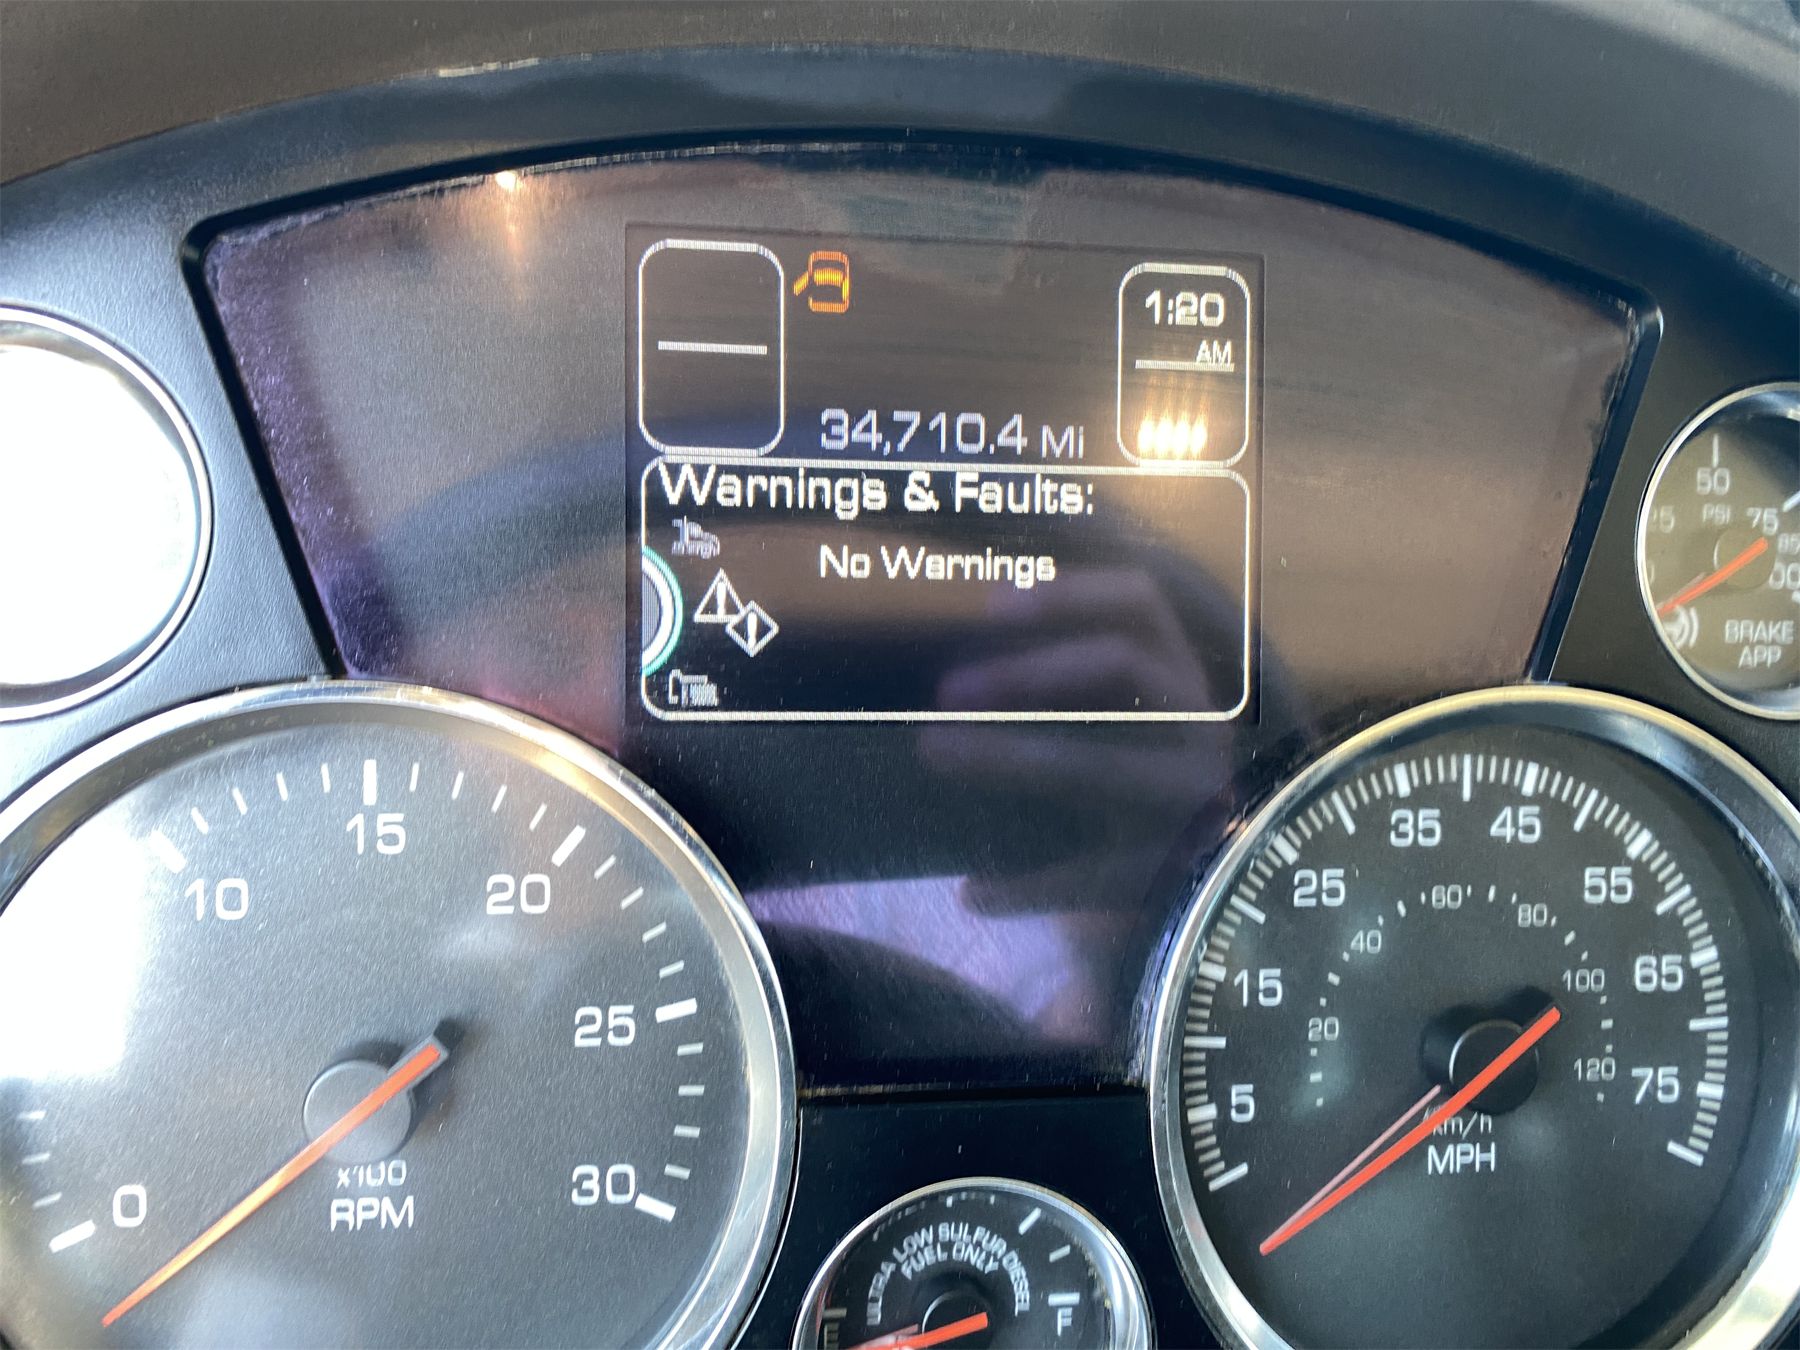 1:20
AM
34,710.4 Mi
Warnings & Faults:
No Warnings
50
PSI
75
85
BRAKE
APP
0
10
15
20
25
30
x100
RPM
5
15
25
35
45
55
65
75
20
40
60
80
100
120
km/h
MPH
ULTRA LOW SULFUR DIESEL
FUEL ONLY
E
F